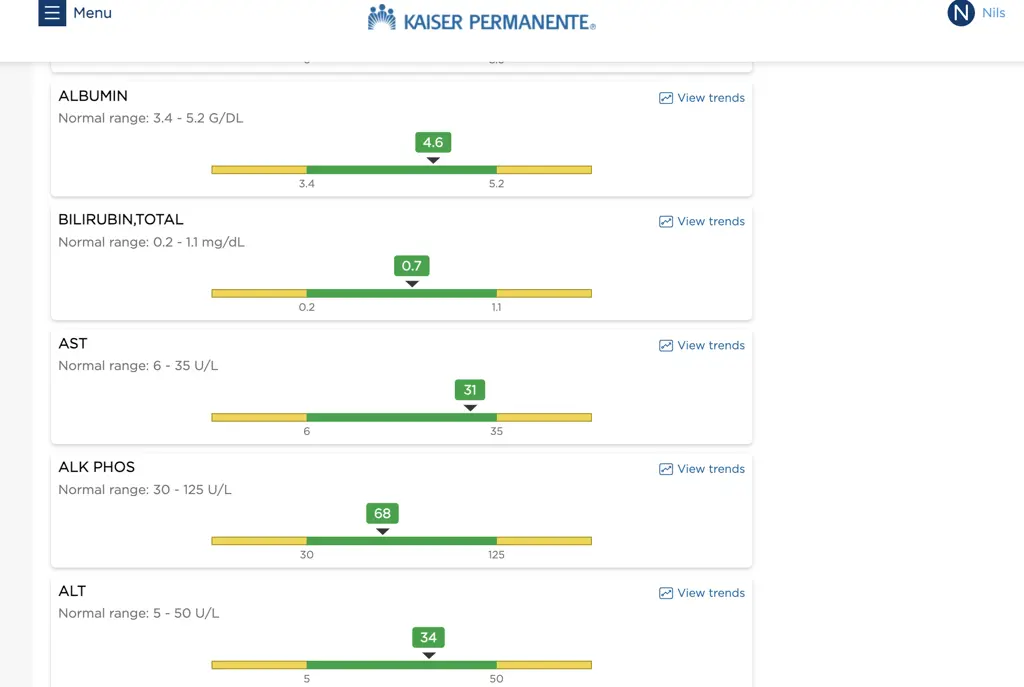 Menu
KAISER PERMANENTE®
N Nils
ALBUMIN
View trends
Normal range: 3.4 - 5.2 G/DL
4.6
3.4 5.2
BILIRUBIN,TOTAL
View trends
Normal range: 0.2 - 1.1 mg/dL
0.7
0.2 1.1
AST
View trends
Normal range: 6 - 35 U/L
31
6 35
ALK PHOS
View trends
Normal range: 30 - 125 U/L
68
30 125
ALT
View trends
Normal range: 5 - 50 U/L
34
5 50